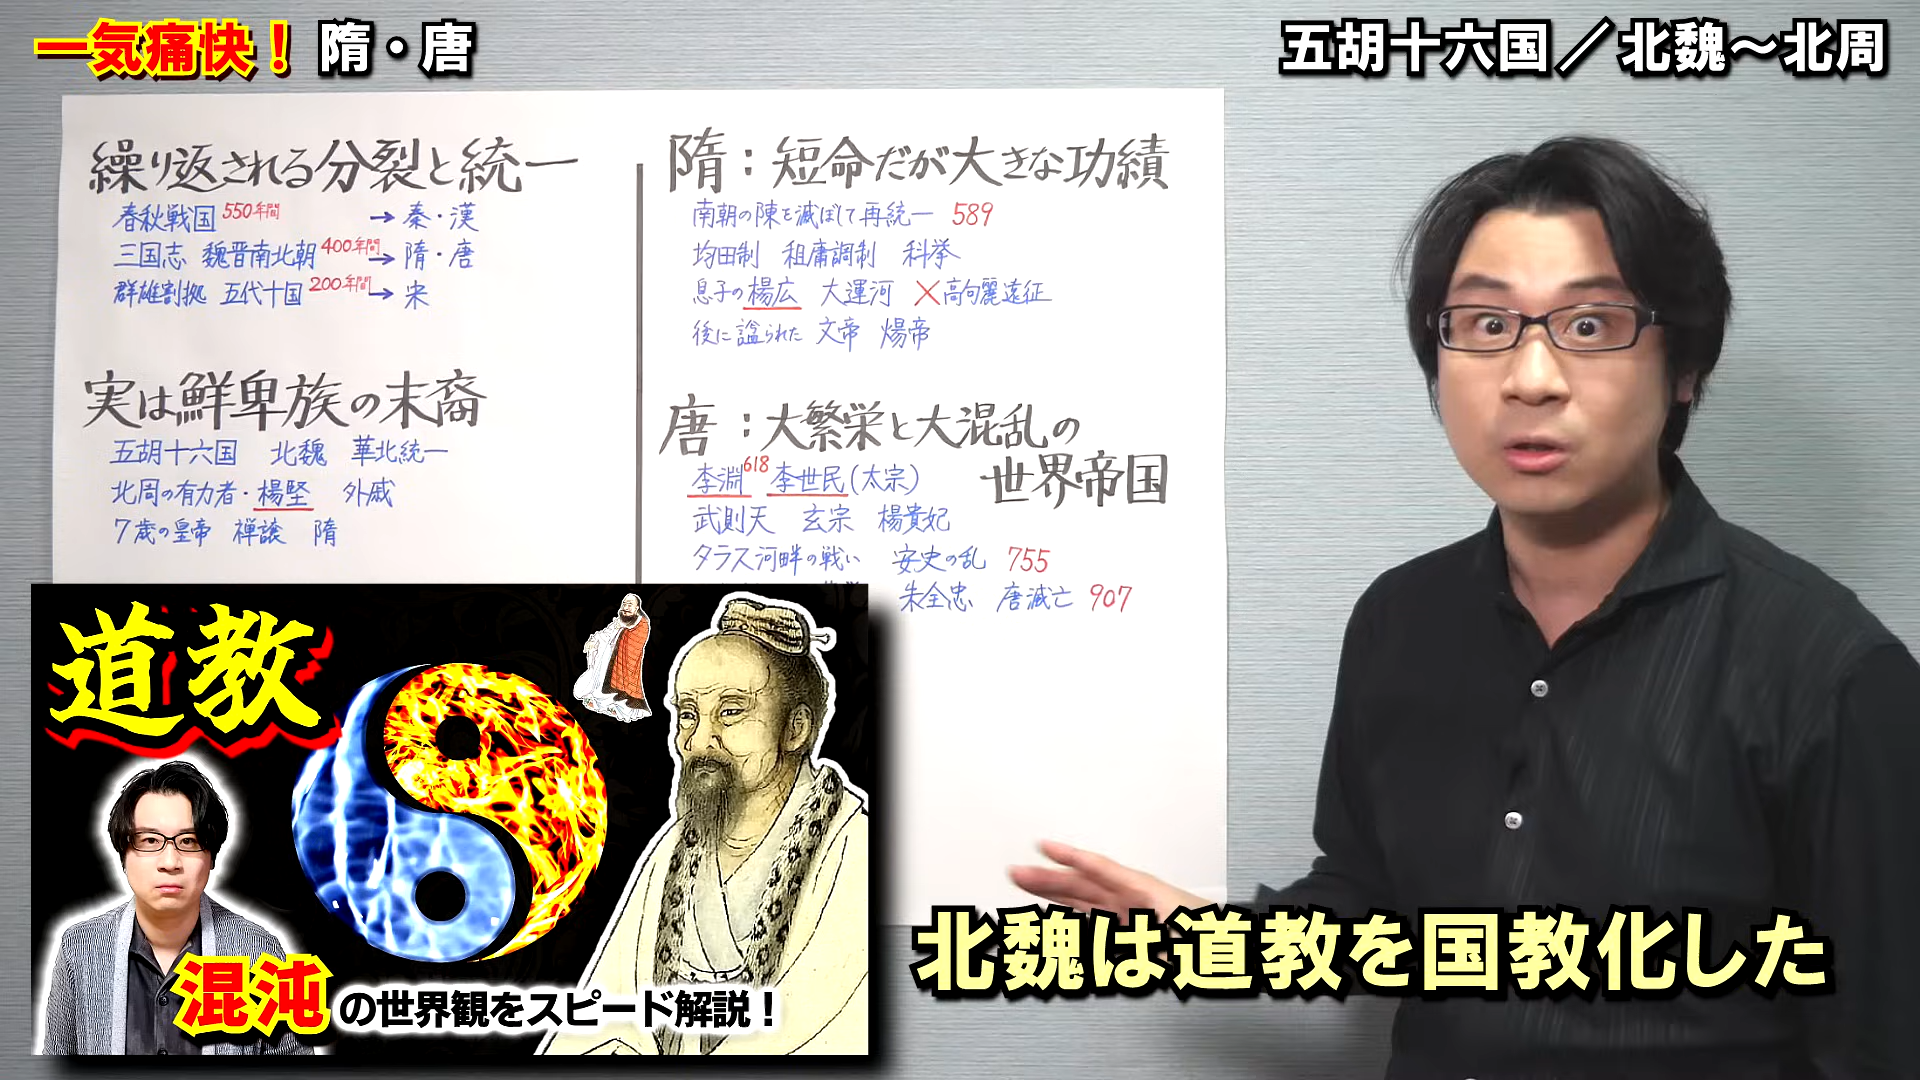 一気痛快！ 隋・唐
五胡十六国／北魏～北周
繰り返される分裂と統一
春秋戦国 550年間 → 秦・漢
三国志 魏晋南北朝 400年間 → 隋・唐
群雄割拠 五代十国 200年間 → 宋
実は鮮卑族の末裔
五胡十六国 北魏 華北統一
北周の有力者・楊堅 外戚
7歳の皇帝 禅譲 隋
隋：短命だが大きな功績
南朝の陳を滅ぼして再統一 589
均田制 租庸調制 科挙
息子の楊広 大運河 ×高句麗遠征
後に諡られた 文帝 煬帝
唐：大繁栄と大混乱の
世界帝国
李淵 618 李世民(太宗)
武則天 玄宗 楊貴妃
タラス河畔の戦い 安史の乱 755
朱全忠 唐滅亡 907
道教
混沌の世界観をスピード解説！
北魏は道教を国教化した